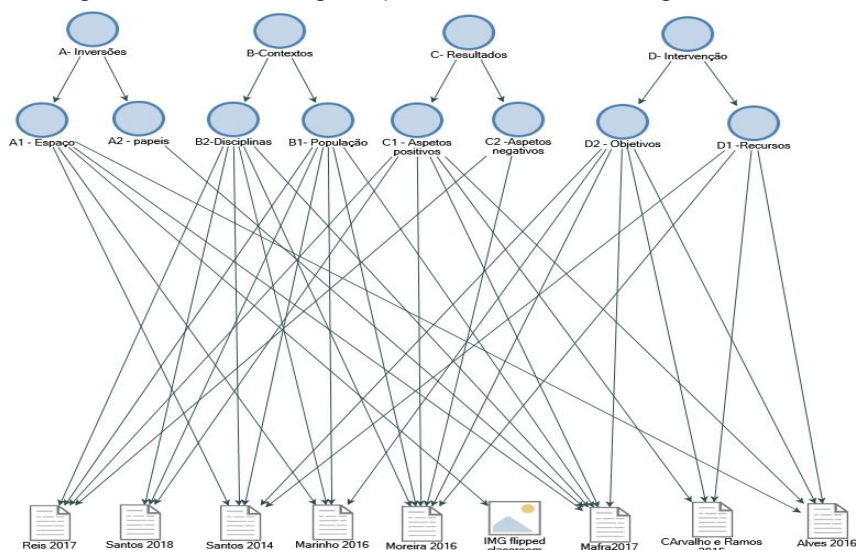 A- Inversões
B-Contextos
C- Resultados
D- Intervenção
A1 - Espaço
A2 - papeis
B2-Disciplinas
B1- População
C1 - Aspetos
positivos
C2 -Aspetos
negativos
D2 - Objetivos
D1 -Recursos
Reis 2017
Santos 2018
Santos 2014
Marinho 2016
Moreira 2016
IMG flipped
classroom
Mafra2017
CArvalho e Ramos
2015
Alves 2016